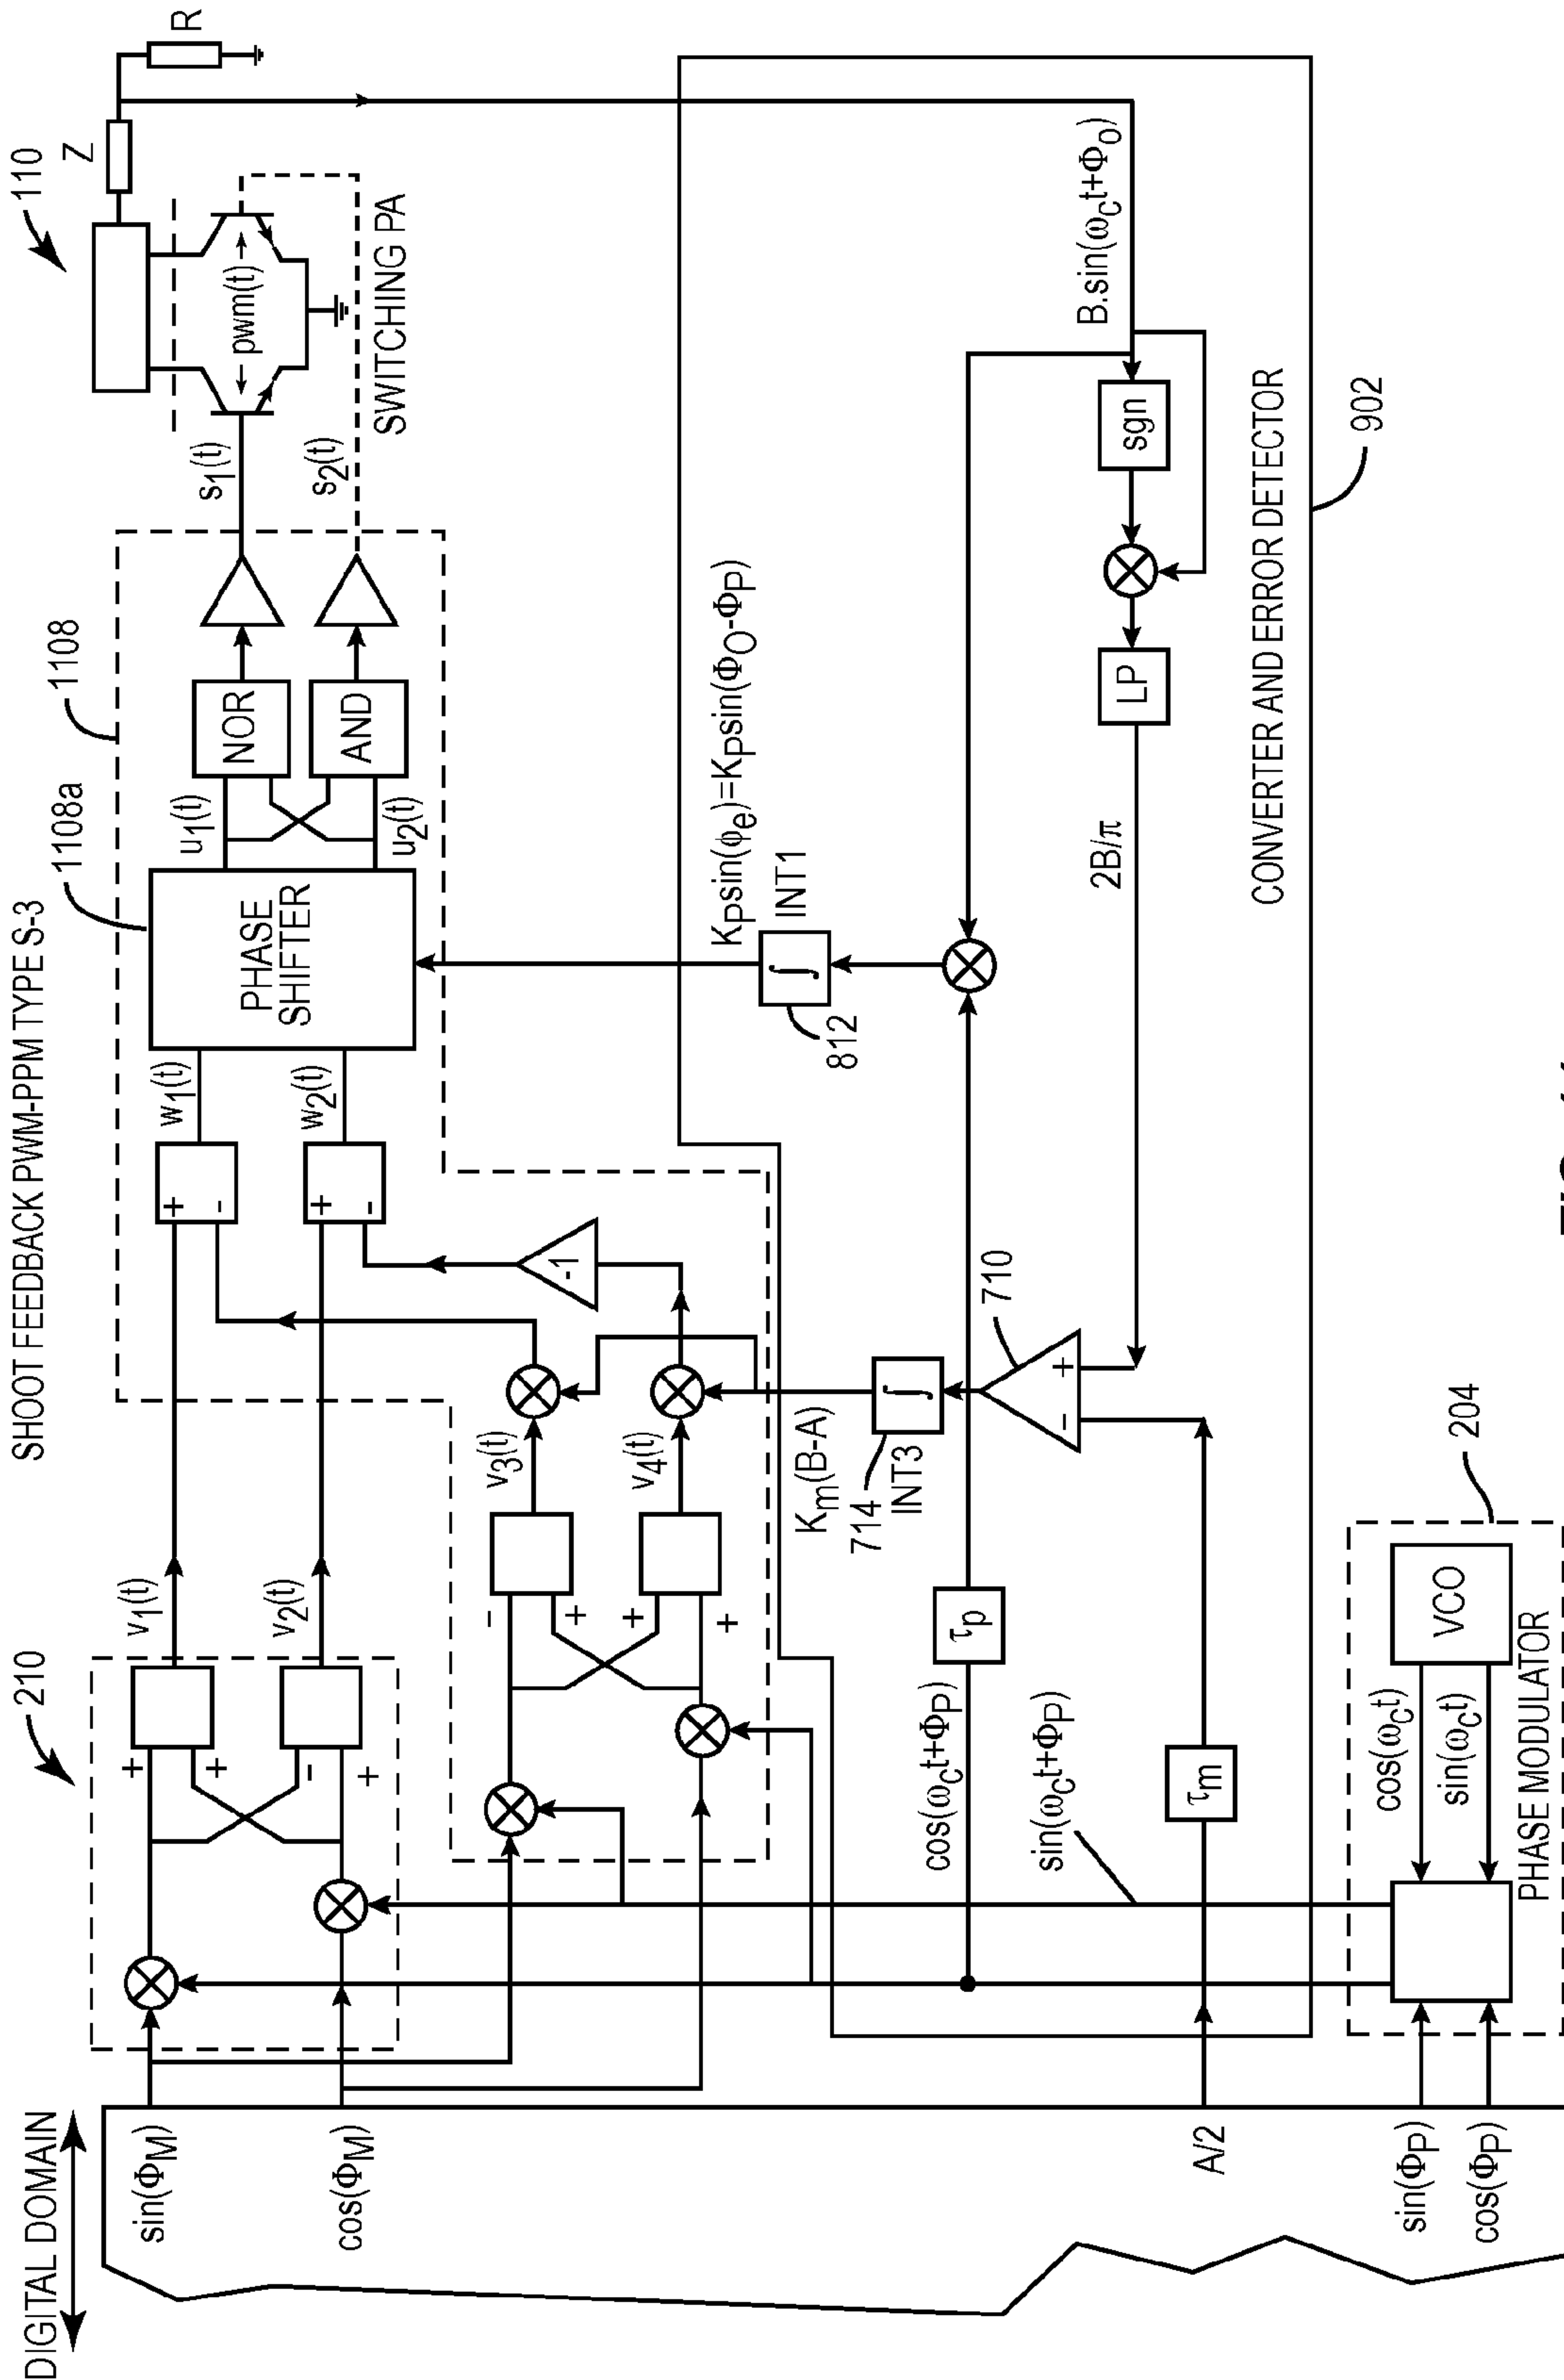 SHOOT FEEDBACK PWM-PPM TYPE S-3
DIGITAL DOMAIN
sin(ΦM)
cos(ΦM)
A/2
sin(ΦP)
cos(ΦP)
210
+
+
-
+
v1(t)
v2(t)
-
+
+
+
v3(t)
v4(t)
-1
+
-
+
-
w1(t)
w2(t)
PHASE
SHIFTER
1108a
1108
u1(t)
u2(t)
NOR
AND
s1(t)
s2(t)
110
pwm(t)
SWITCHING PA
Z
R
Km(B-A)
714
INT3
710
-
+
KPsin(ϕe)=KPsin(ΦO-ΦP)
INT1
∫
812
∫
τp
cos(ωct+ΦP)
sin(ωct+ΦP)
τm
B.sin(ωct+Φo)
sgn
LP
2B/π
CONVERTER AND ERROR DETECTOR
902
204
VCO
cos(ωct)
sin(ωct)
PHASE MODULATOR